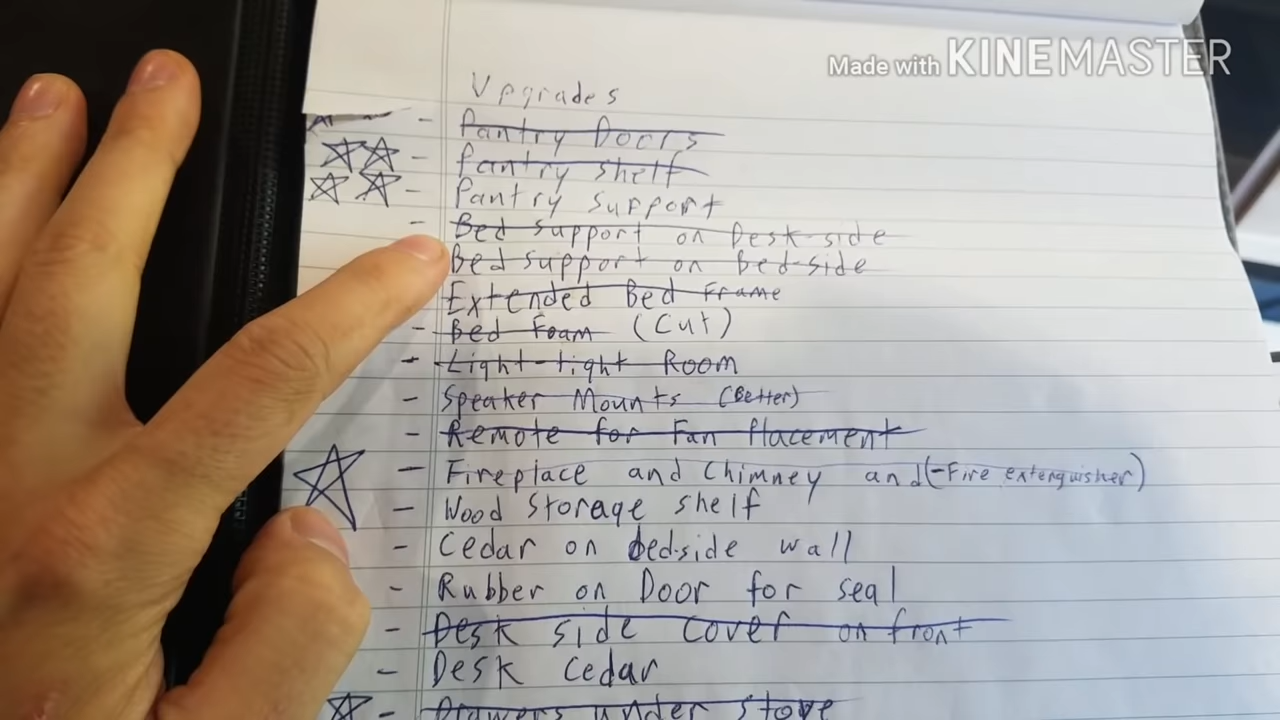 Made with KINEMASTER
Upgrades
- Pantry Doors
- Pantry shelf
- Pantry support
- Bed support on Desk-side
Bed support on Bed-side
Extended Bed Frame
- Bed Foam (Cut)
- Light-tight Room
- Speaker Mounts (Better)
- Remote for Fan Placement
- Fireplace and Chimney and (-Fire extenguisher)
- Wood Storage shelf
- Cedar on bed-side wall
- Rubber on Door for seal
- Desk side cover on front
- Desk Cedar
- Drawers under stove